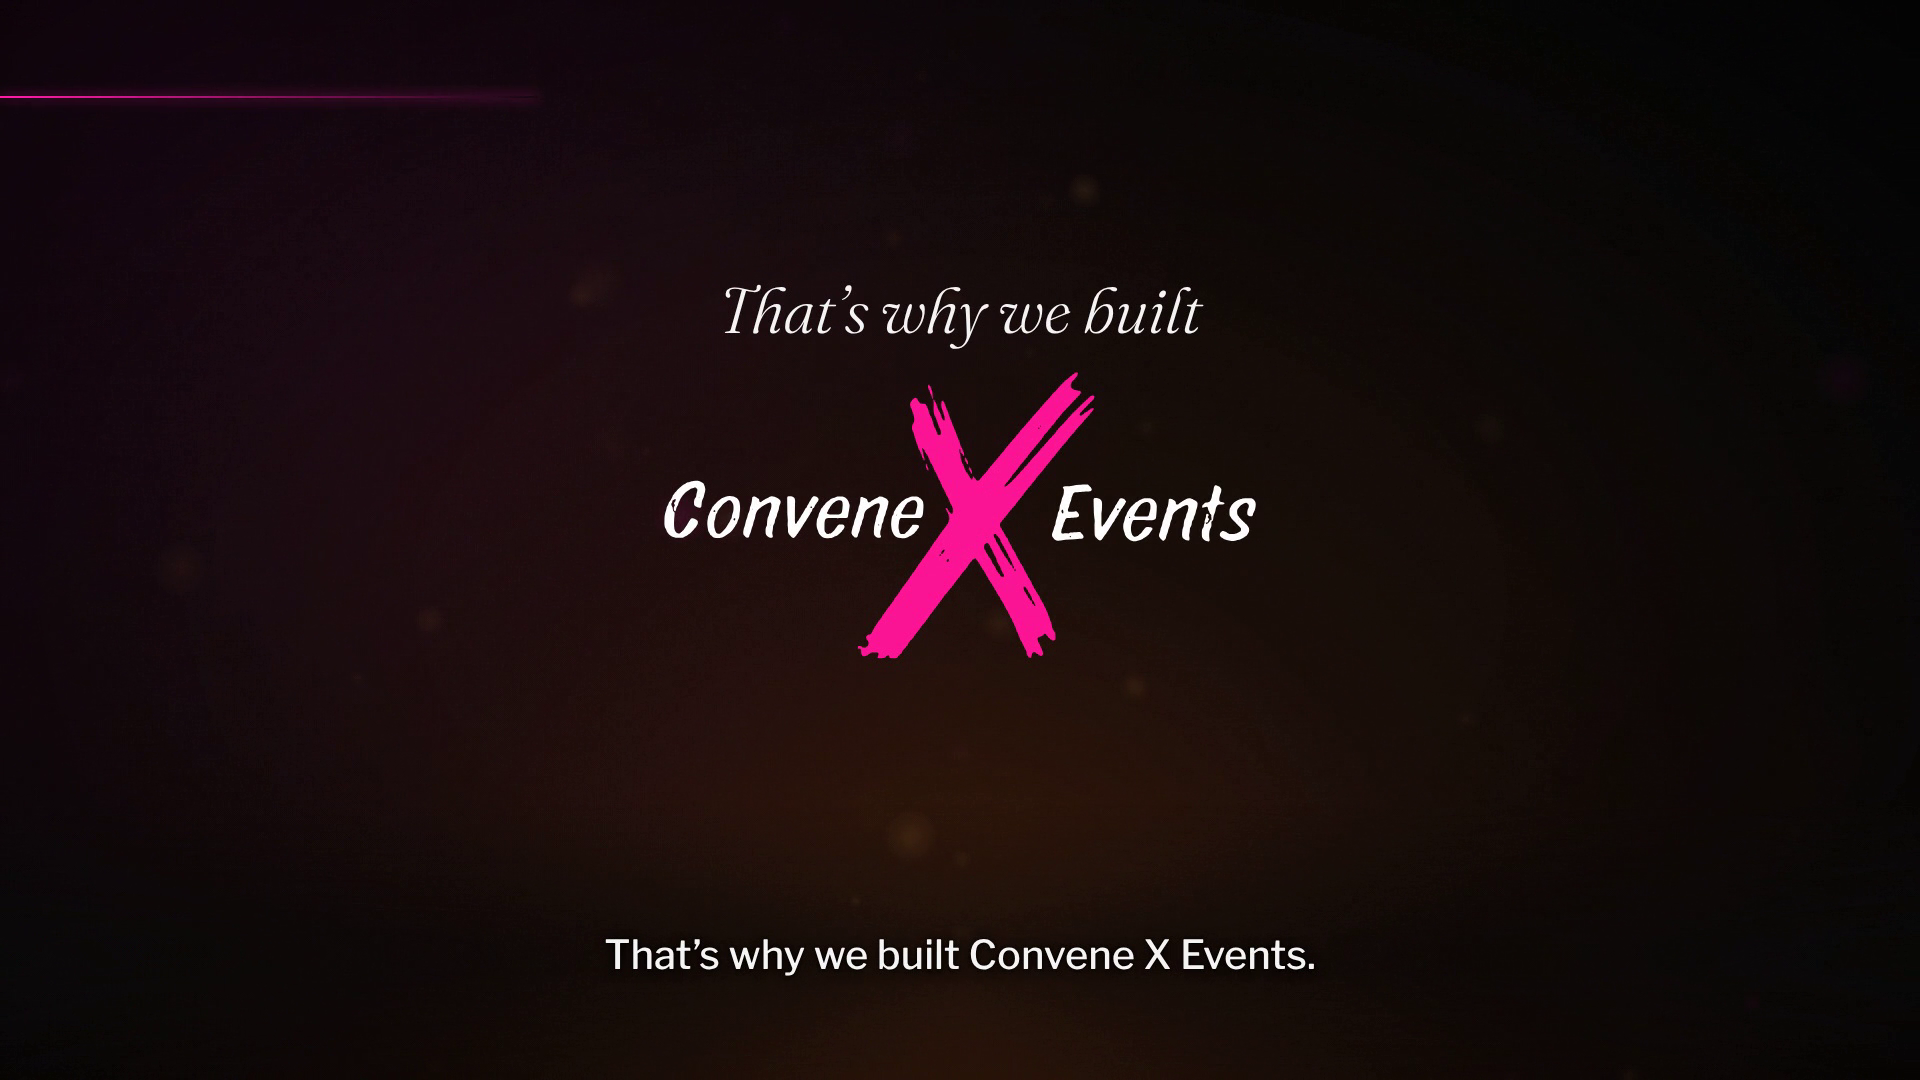 That’s why we built
Convene X Events
That’s why we built Convene X Events.